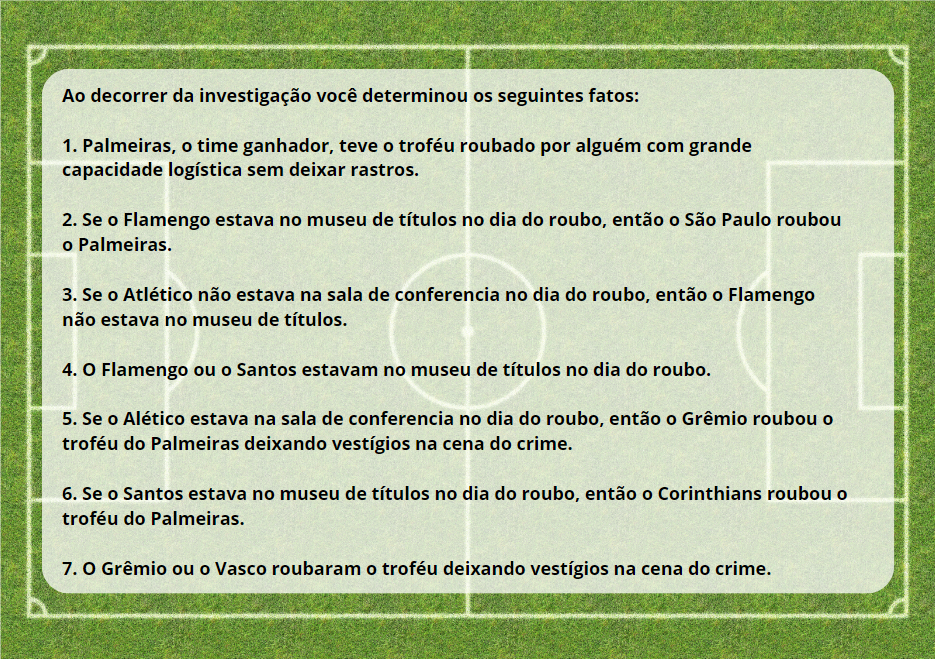 Ao decorrer da investigação você determinou os seguintes fatos:
1. Palmeiras, o time ganhador, teve o troféu roubado por alguém com grande
capacidade logística sem deixar rastros.
2. Se o Flamengo estava no museu de títulos no dia do roubo, então o São Paulo roubou
o Palmeiras.
3. Se o Atlético não estava na sala de conferencia no dia do roubo, então o Flamengo
não estava no museu de títulos.
4. O Flamengo ou o Santos estavam no museu de títulos no dia do roubo.
5. Se o Alético estava na sala de conferencia no dia do roubo, então o Grêmio roubou o
troféu do Palmeiras deixando vestígios na cena do crime.
6. Se o Santos estava no museu de títulos no dia do roubo, então o Corinthians roubou o
troféu do Palmeiras.
7. O Grêmio ou o Vasco roubaram o troféu deixando vestígios na cena do crime.